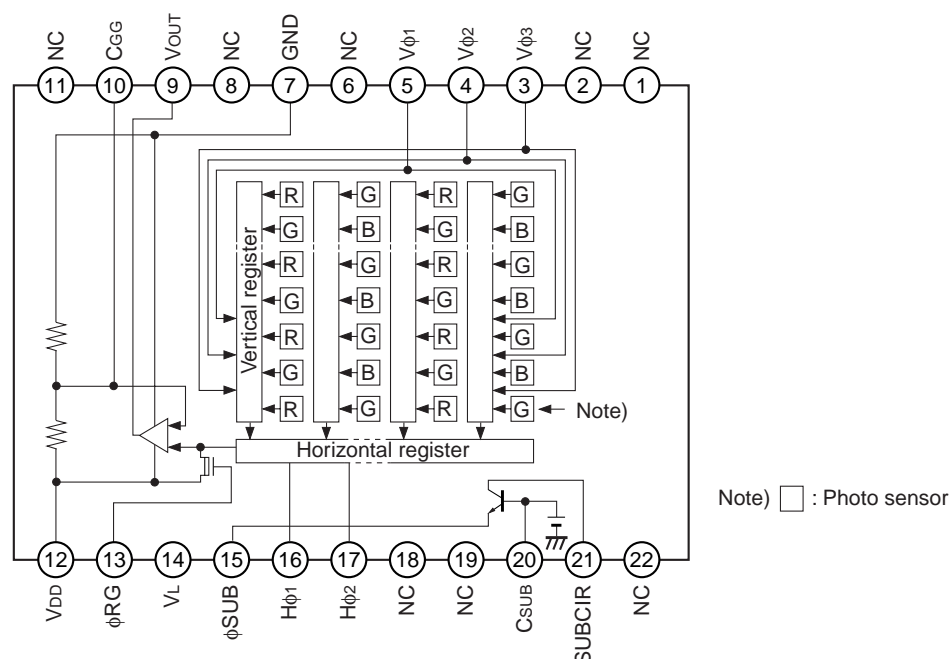 NC CGG VOUT NC GND NC Vϕ1 Vϕ2 Vϕ3 NC NC
11 10 9 8 7 6 5 4 3 2 1
R G R G
G B G B
R G R G
G B G B
R G R G
G B G B
R G R G
Vertical register
Note)
Horizontal register
Note) : Photo sensor
12 13 14 15 16 17 18 19 20 21 22
VDD ϕRG VL ϕSUB Hϕ1 Hϕ2 NC NC CSUB SUBCIR NC